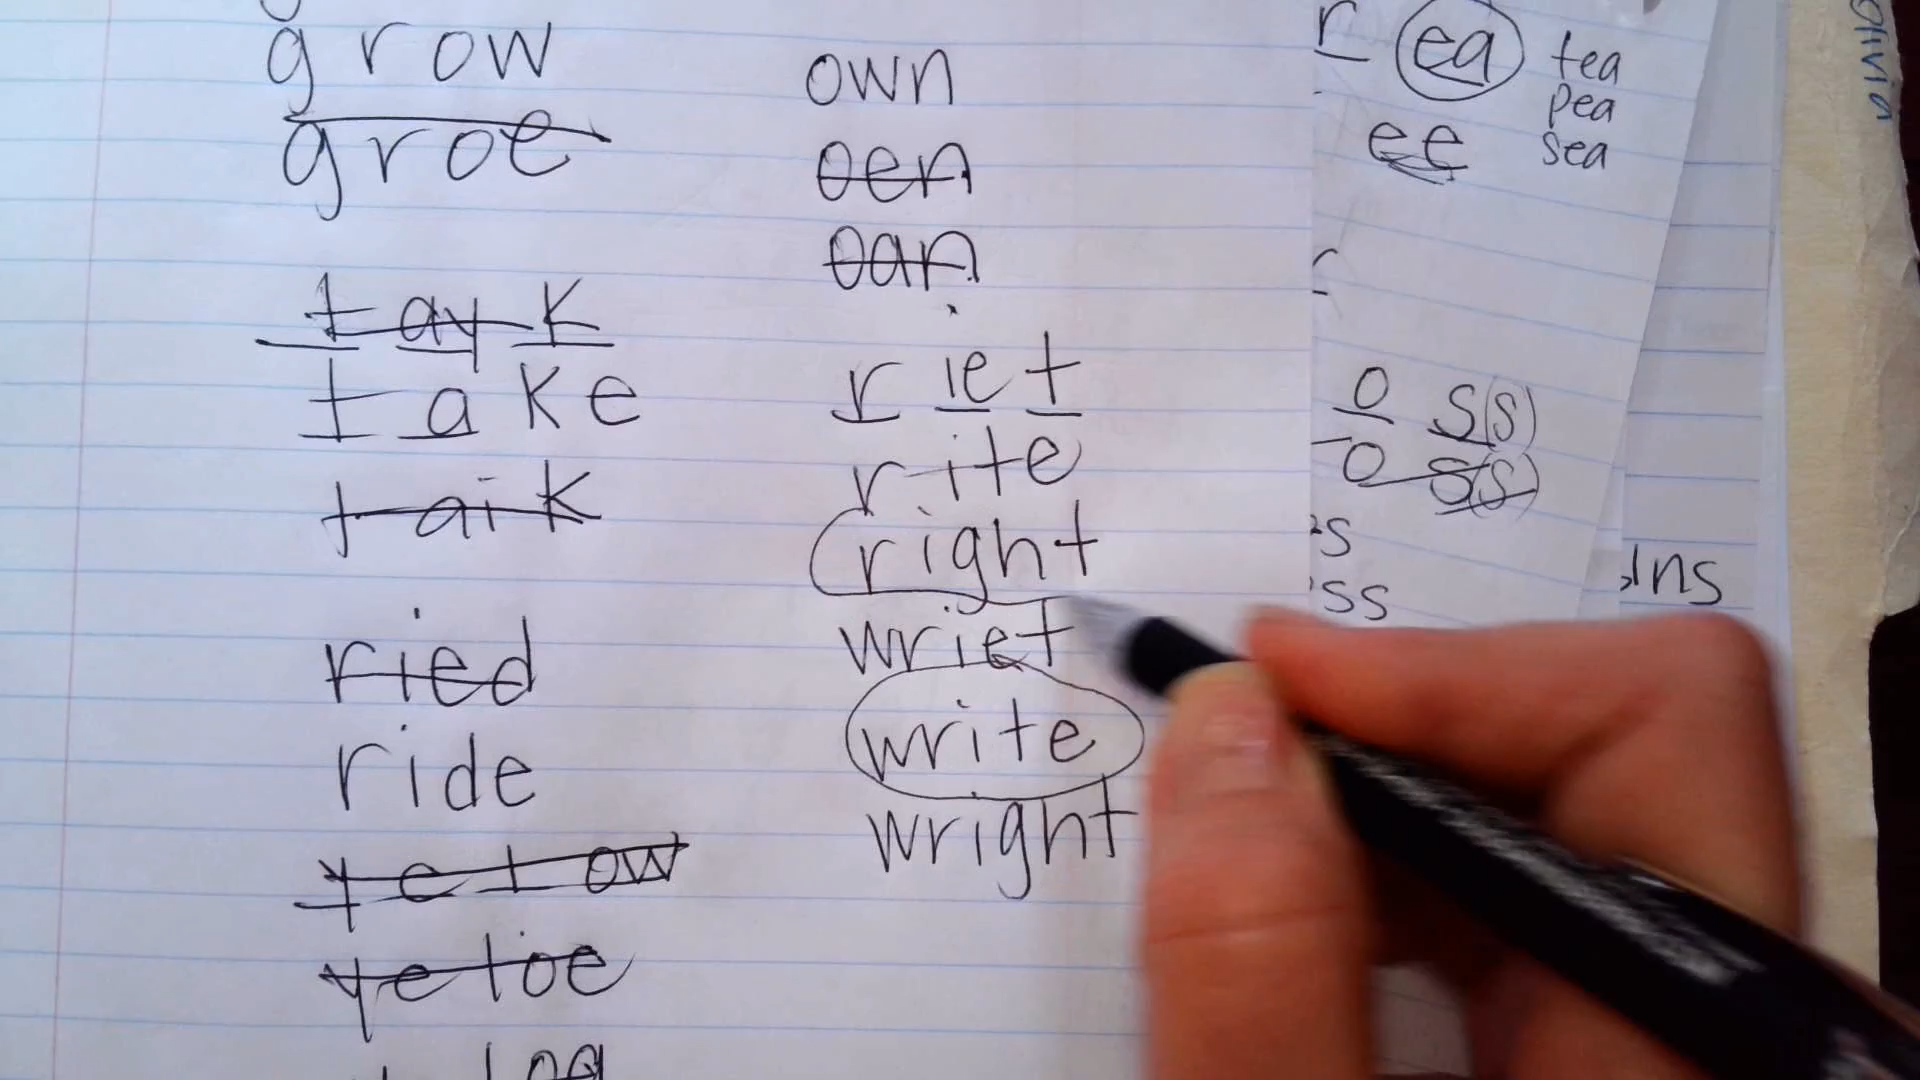 grow
groe
tayk
take
taik
ried
ride
yelow
yeloe
own
oen
oan
riet
rite
right
wriet
write
wright
r ea tea
pea
ee sea
o s(s)
o s(s)
ss
Olivia